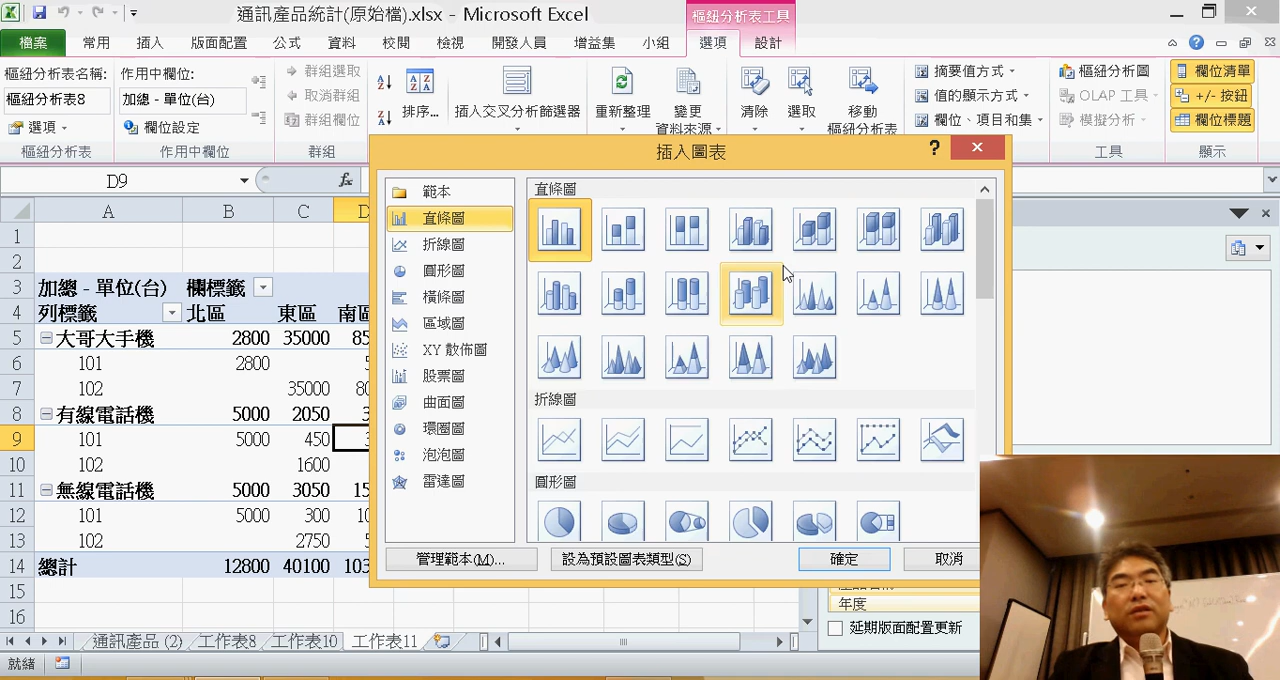 通訊產品統計(原始檔).xlsx - Microsoft Excel
樞紐分析表工具
檔案 常用 插入 版面配置 公式 資料 校閱 檢視 開發人員 增益集 小組 選項 設計
樞紐分析表名稱:
樞紐分析表8
選項
樞紐分析表
作用中欄位:
加總 - 單位(台)
欄位設定
作用中欄位
群組選取
取消群組
群組欄位
群組
排序...
插入交叉分析篩選器
重新整理
變更
資料來源
清除
選取
移動
樞紐分析表
摘要值方式
值的顯示方式
欄位、項目和集
樞紐分析圖
OLAP 工具
模擬分析
工具
欄位清單
+/- 按鈕
欄位標題
顯示
D9
fx
A B C D
1
2
3 加總 - 單位(台) 欄標籤
4 列標籤 北區 東區 南區
5 大哥大手機 2800 35000 85
6 101 2800 5
7 102 35000 80
8 有線電話機 5000 2050 3
9 101 5000 450
10 102 1600
11 無線電話機 5000 3050 15
12 101 5000 300 10
13 102 2750 5
14 總計 12800 40100 103
15
16
插入圖表
?
範本
直條圖
折線圖
圓形圖
橫條圖
區域圖
XY 散佈圖
股票圖
曲面圖
環圈圖
泡泡圖
雷達圖
直條圖
折線圖
圓形圖
管理範本(M)... 設為預設圖表類型(S) 確定 取消
年度
延期版面配置更新
通訊產品 (2) 工作表8 工作表10 工作表11
就緒